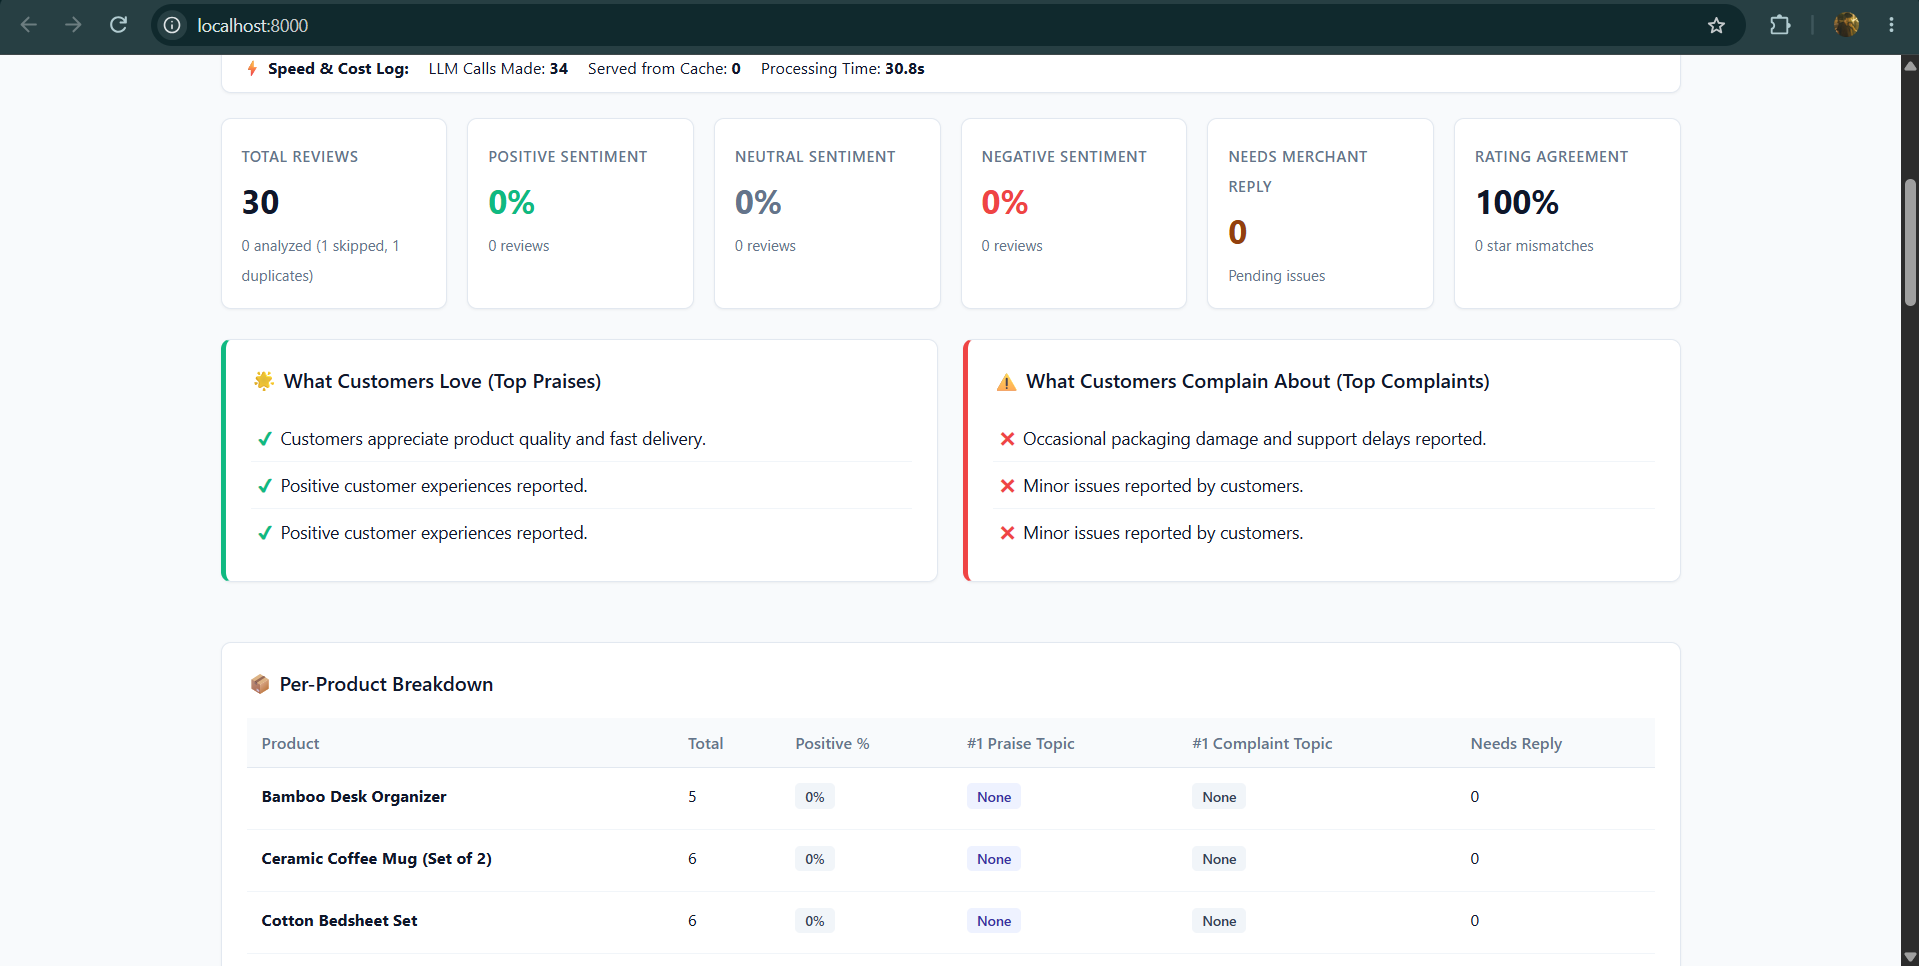 localhost:8000
Speed & Cost Log: LLM Calls Made: 34 Served from Cache: 0 Processing Time: 30.8s
TOTAL REVIEWS
30
0 analyzed (1 skipped, 1
duplicates)
POSITIVE SENTIMENT
0%
0 reviews
NEUTRAL SENTIMENT
0%
0 reviews
NEGATIVE SENTIMENT
0%
0 reviews
NEEDS MERCHANT
REPLY
0
Pending issues
RATING AGREEMENT
100%
0 star mismatches
What Customers Love (Top Praises)
Customers appreciate product quality and fast delivery.
Positive customer experiences reported.
Positive customer experiences reported.
What Customers Complain About (Top Complaints)
Occasional packaging damage and support delays reported.
Minor issues reported by customers.
Minor issues reported by customers.
Per-Product Breakdown
Product Total Positive % #1 Praise Topic #1 Complaint Topic Needs Reply
Bamboo Desk Organizer 5 0% None None 0
Ceramic Coffee Mug (Set of 2) 6 0% None None 0
Cotton Bedsheet Set 6 0% None None 0